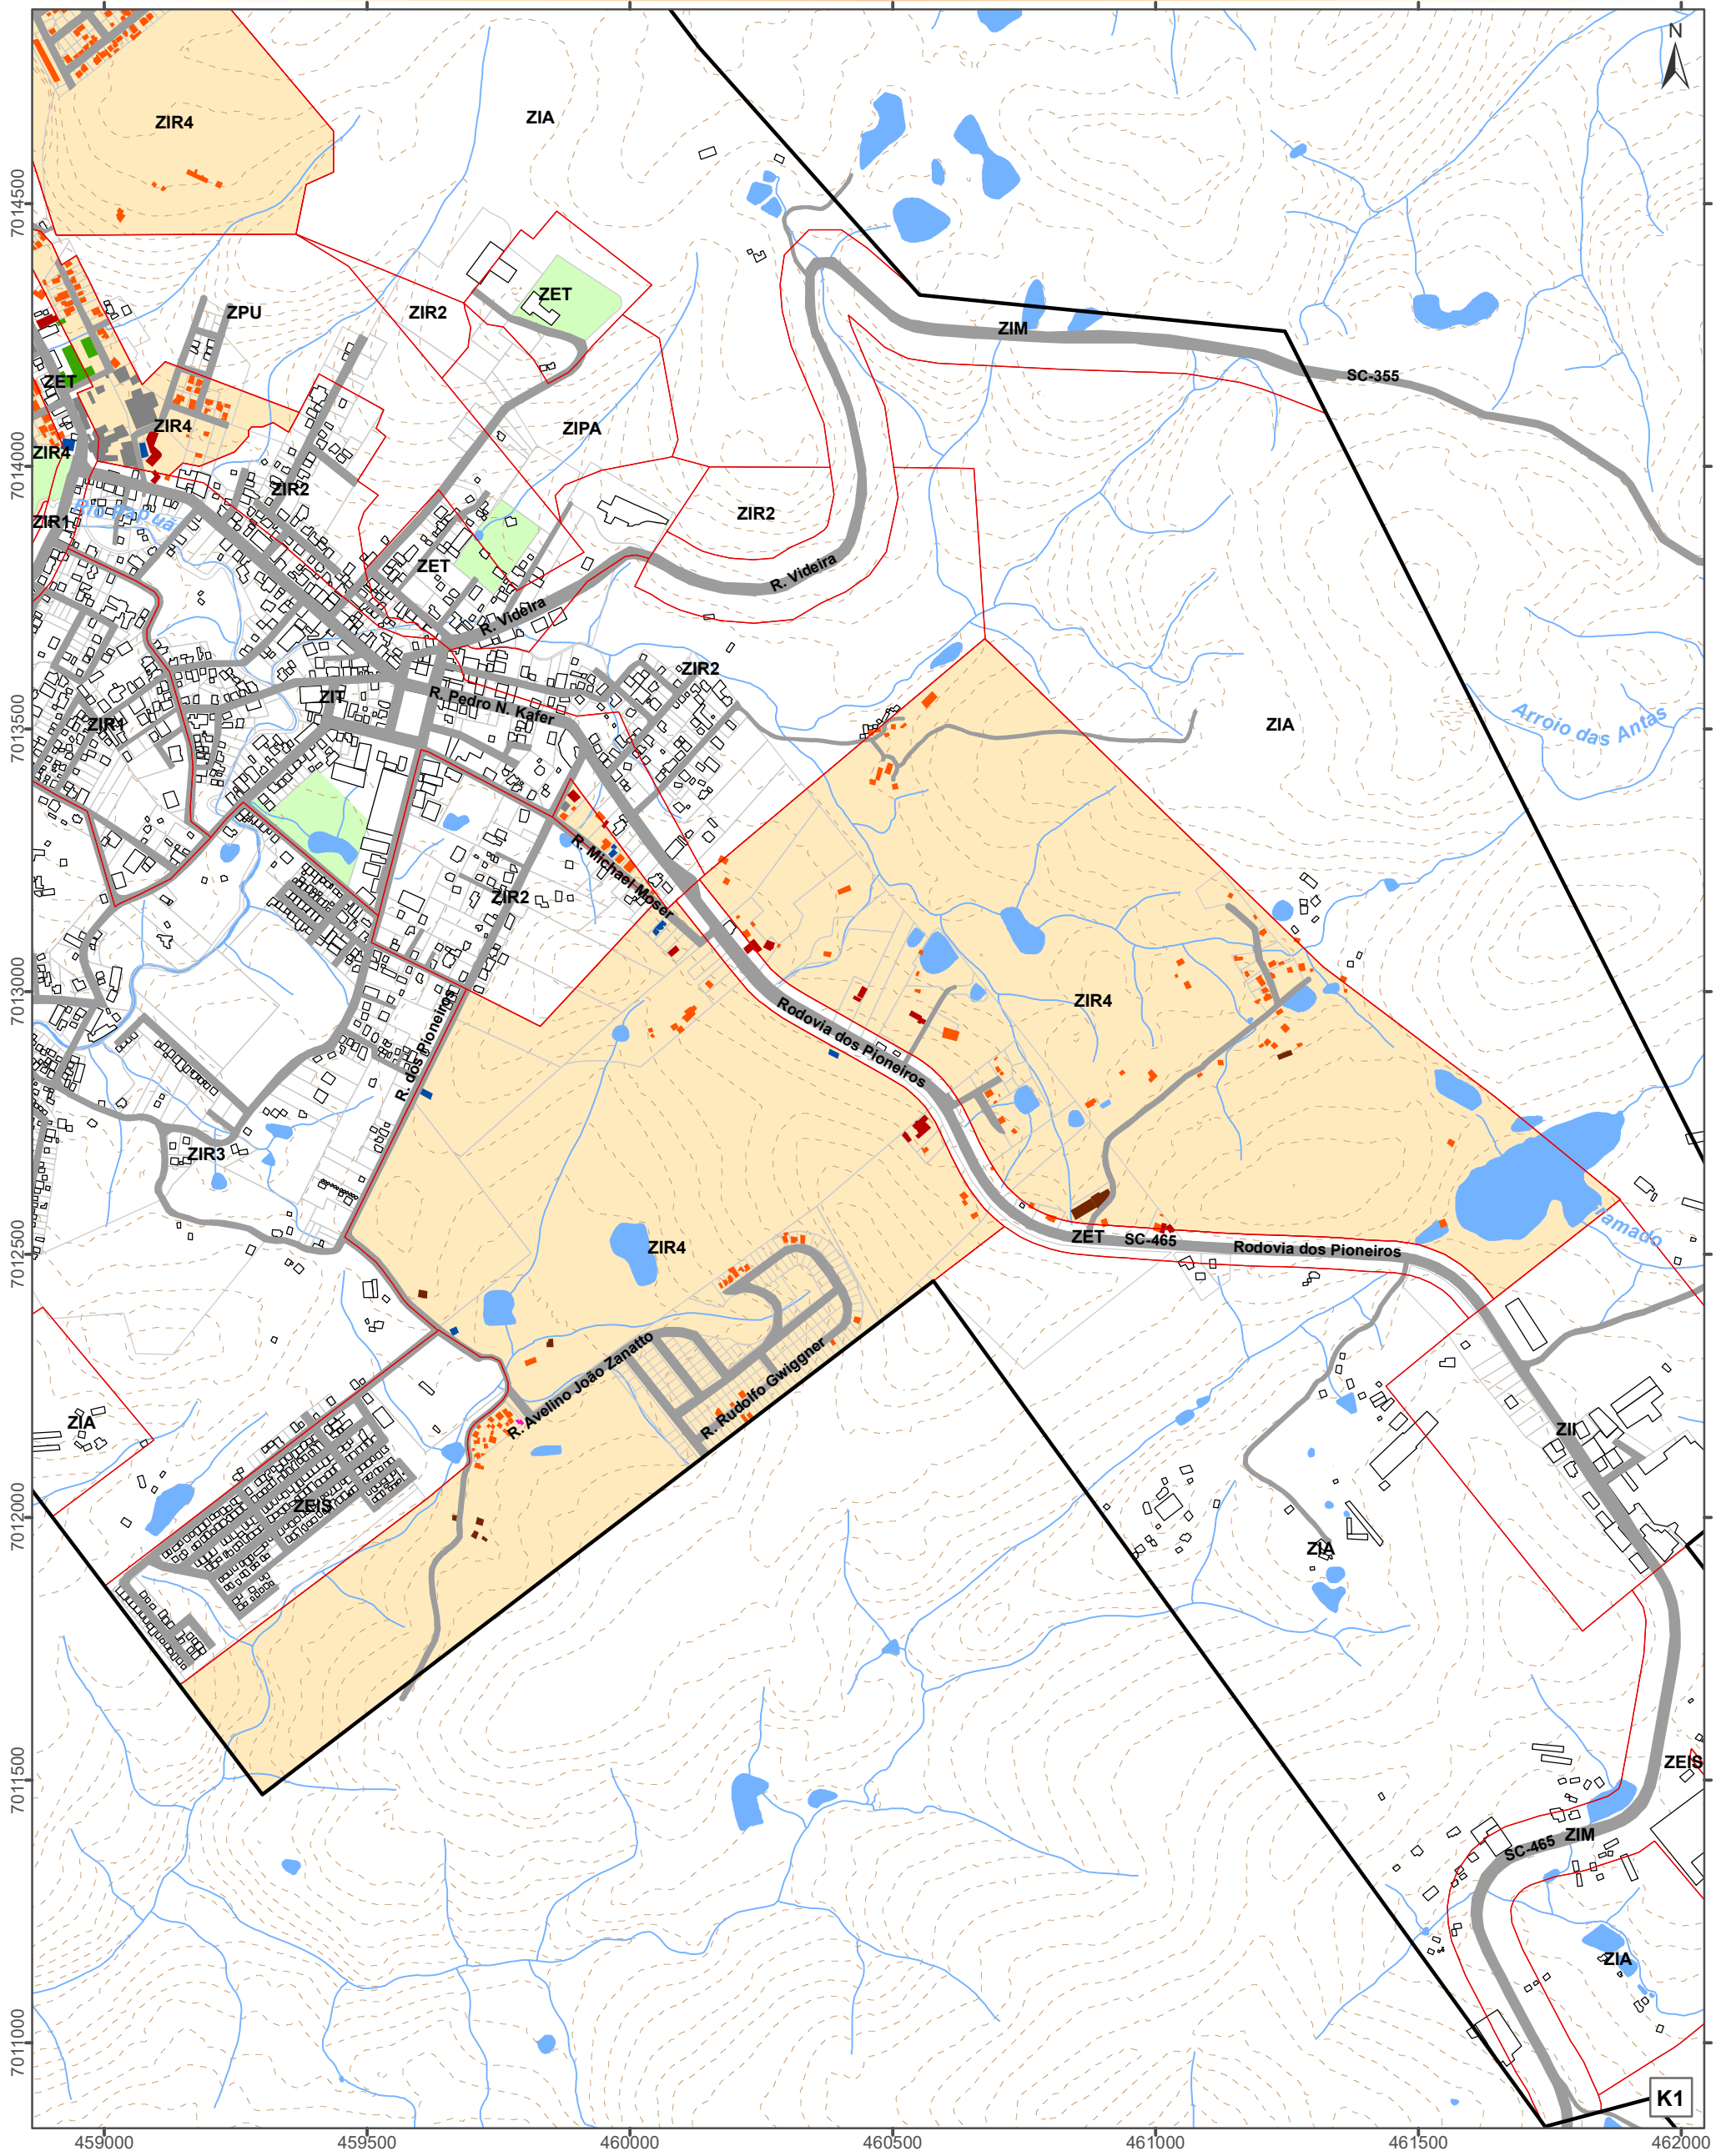 N
ZIR4
ZIA
ZPU
ZIR2
ZET
ZIM
SC-355
ZET
ZIR4
ZIPA
ZIR4
ZIR2
ZIR2
ZIR1
Rio Papuã
ZET
R. Videira
R. Videira
ZIR2
ZIT
R. Pedro N. Kafer
ZIR1
ZIA
Arroio das Antas
R. Michael Moser
ZIR2
ZIR4
Rodovia dos Pioneiros
R. dos Pioneiros
ZIR3
ZIR4
ZET
SC-465
Rodovia dos Pioneiros
R. Avelino João Zanatto
R. Rudolfo Gwiggner
ZIA
ZII
ZEIS
ZIA
ZEIS
ZIM
SC-465
ZIA
K1
7014500
7014000
7013500
7013000
7012500
7012000
7011500
7011000
459000
459500
460000
460500
461000
461500
462000